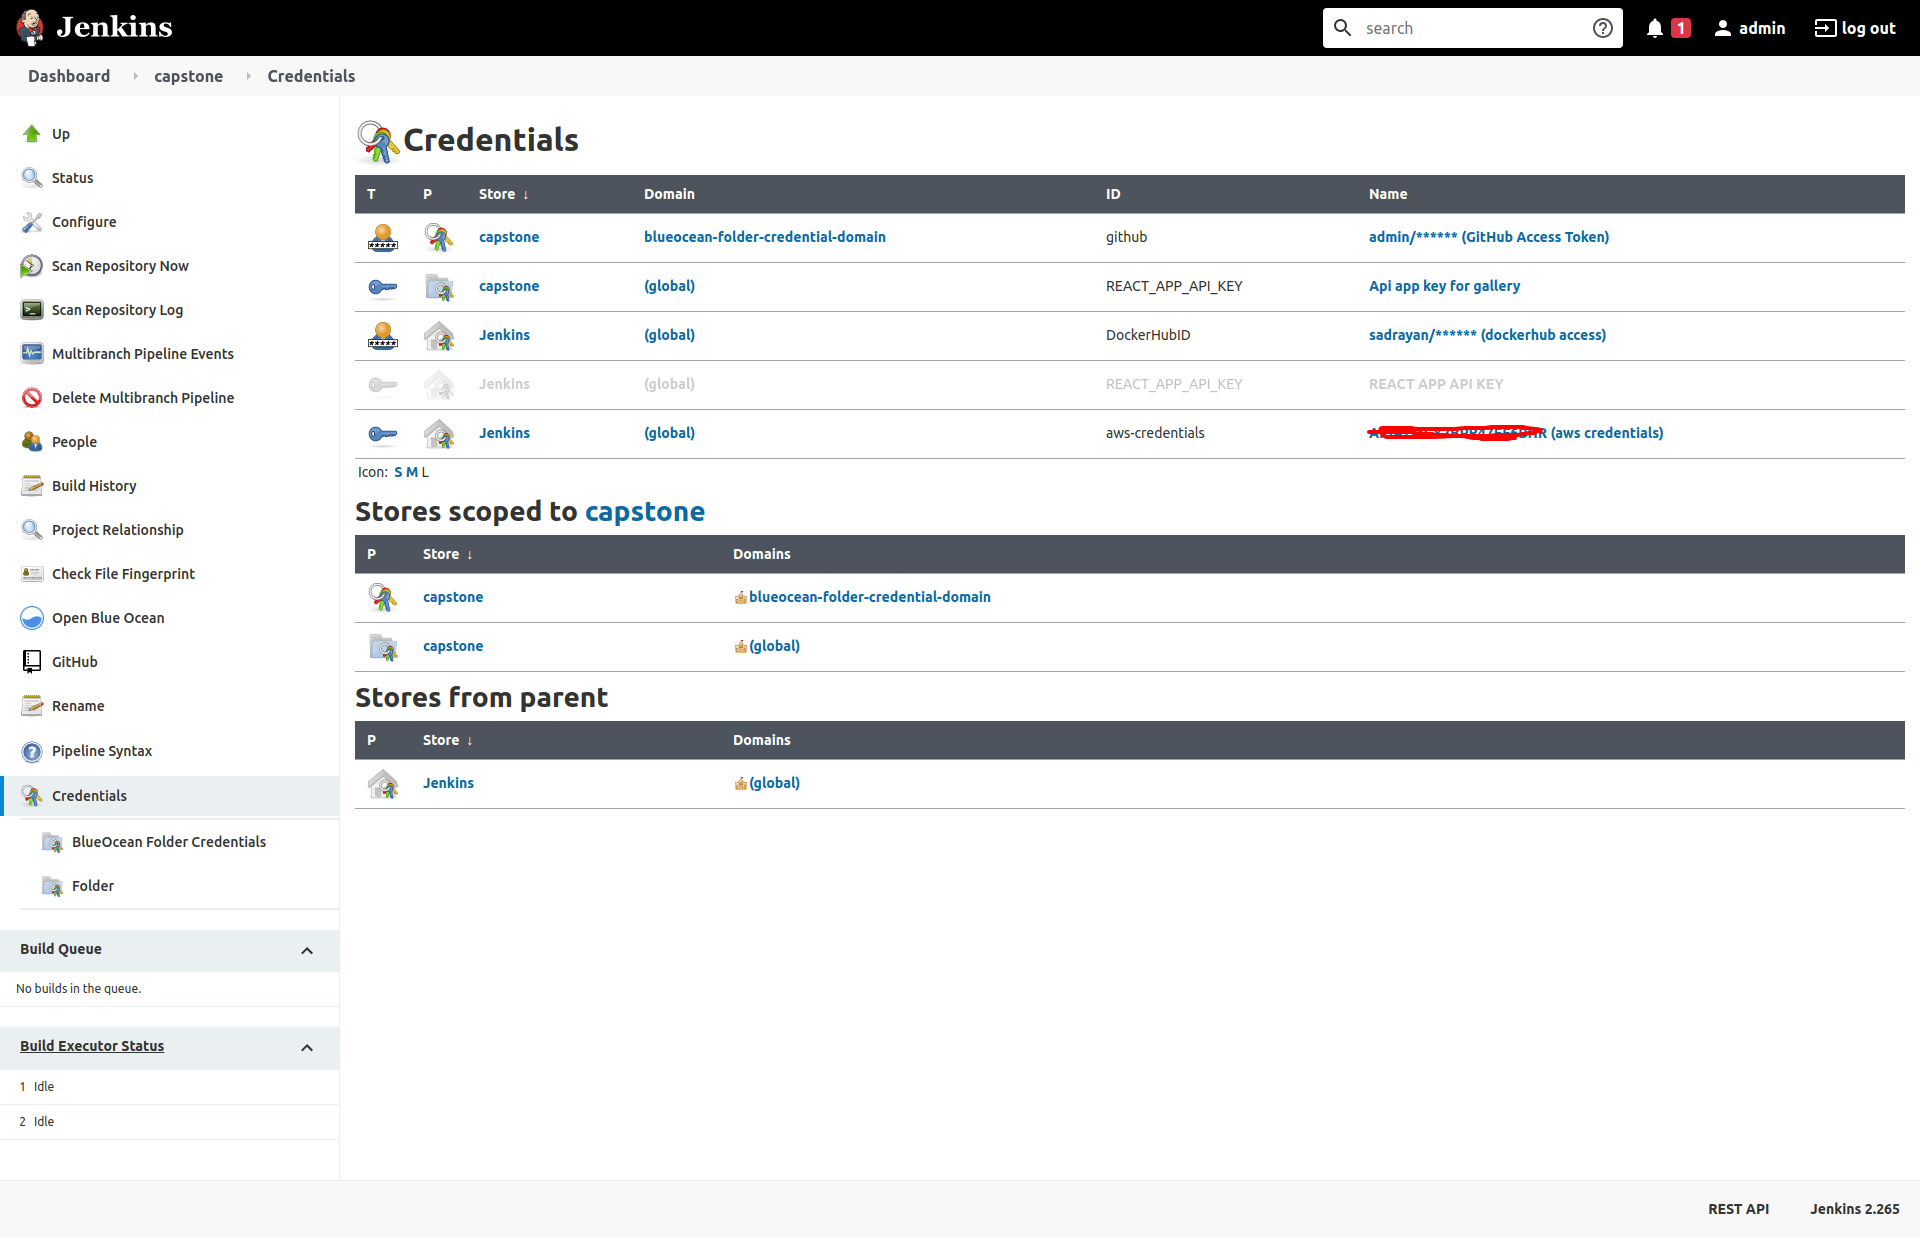 Jenkins
search
1
admin
log out
Dashboard
capstone
Credentials
Up
Status
Configure
Scan Repository Now
Scan Repository Log
Multibranch Pipeline Events
Delete Multibranch Pipeline
People
Build History
Project Relationship
Check File Fingerprint
Open Blue Ocean
GitHub
Rename
Pipeline Syntax
Credentials
BlueOcean Folder Credentials
Folder
Build Queue
No builds in the queue.
Build Executor Status
1 Idle
2 Idle
Credentials
T P Store ↓ Domain ID Name
capstone blueocean-folder-credential-domain github admin/****** (GitHub Access Token)
capstone (global) REACT_APP_API_KEY Api app key for gallery
Jenkins (global) DockerHubID sadrayan/****** (dockerhub access)
Jenkins (global) REACT_APP_API_KEY REACT APP API KEY
Jenkins (global) aws-credentials (aws credentials)
Icon: S M L
Stores scoped to capstone
P Store ↓ Domains
capstone blueocean-folder-credential-domain
capstone (global)
Stores from parent
P Store ↓ Domains
Jenkins (global)
REST API Jenkins 2.265